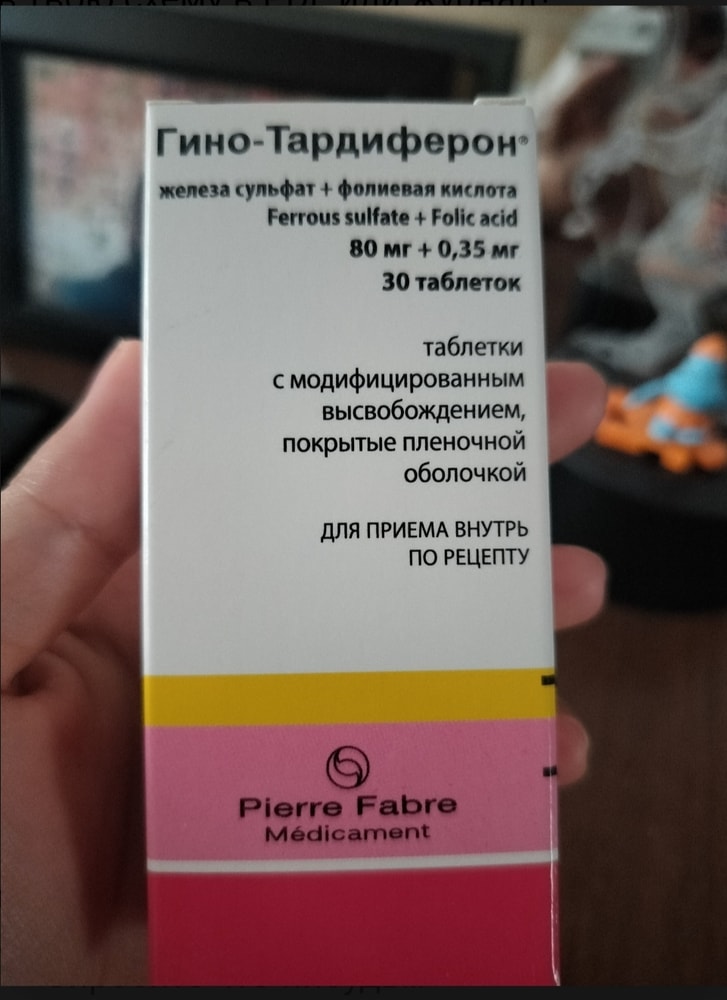 Гино-Тардиферон®
железа сульфат + фолиевая кислота
Ferrous sulfate + Folic acid
80 мг + 0,35 мг
30 таблеток
таблетки
с модифицированным
высвобождением,
покрытые пленочной
оболочкой
ДЛЯ ПРИЕМА ВНУТРЬ
ПО РЕЦЕПТУ
Pierre Fabre
Médicament